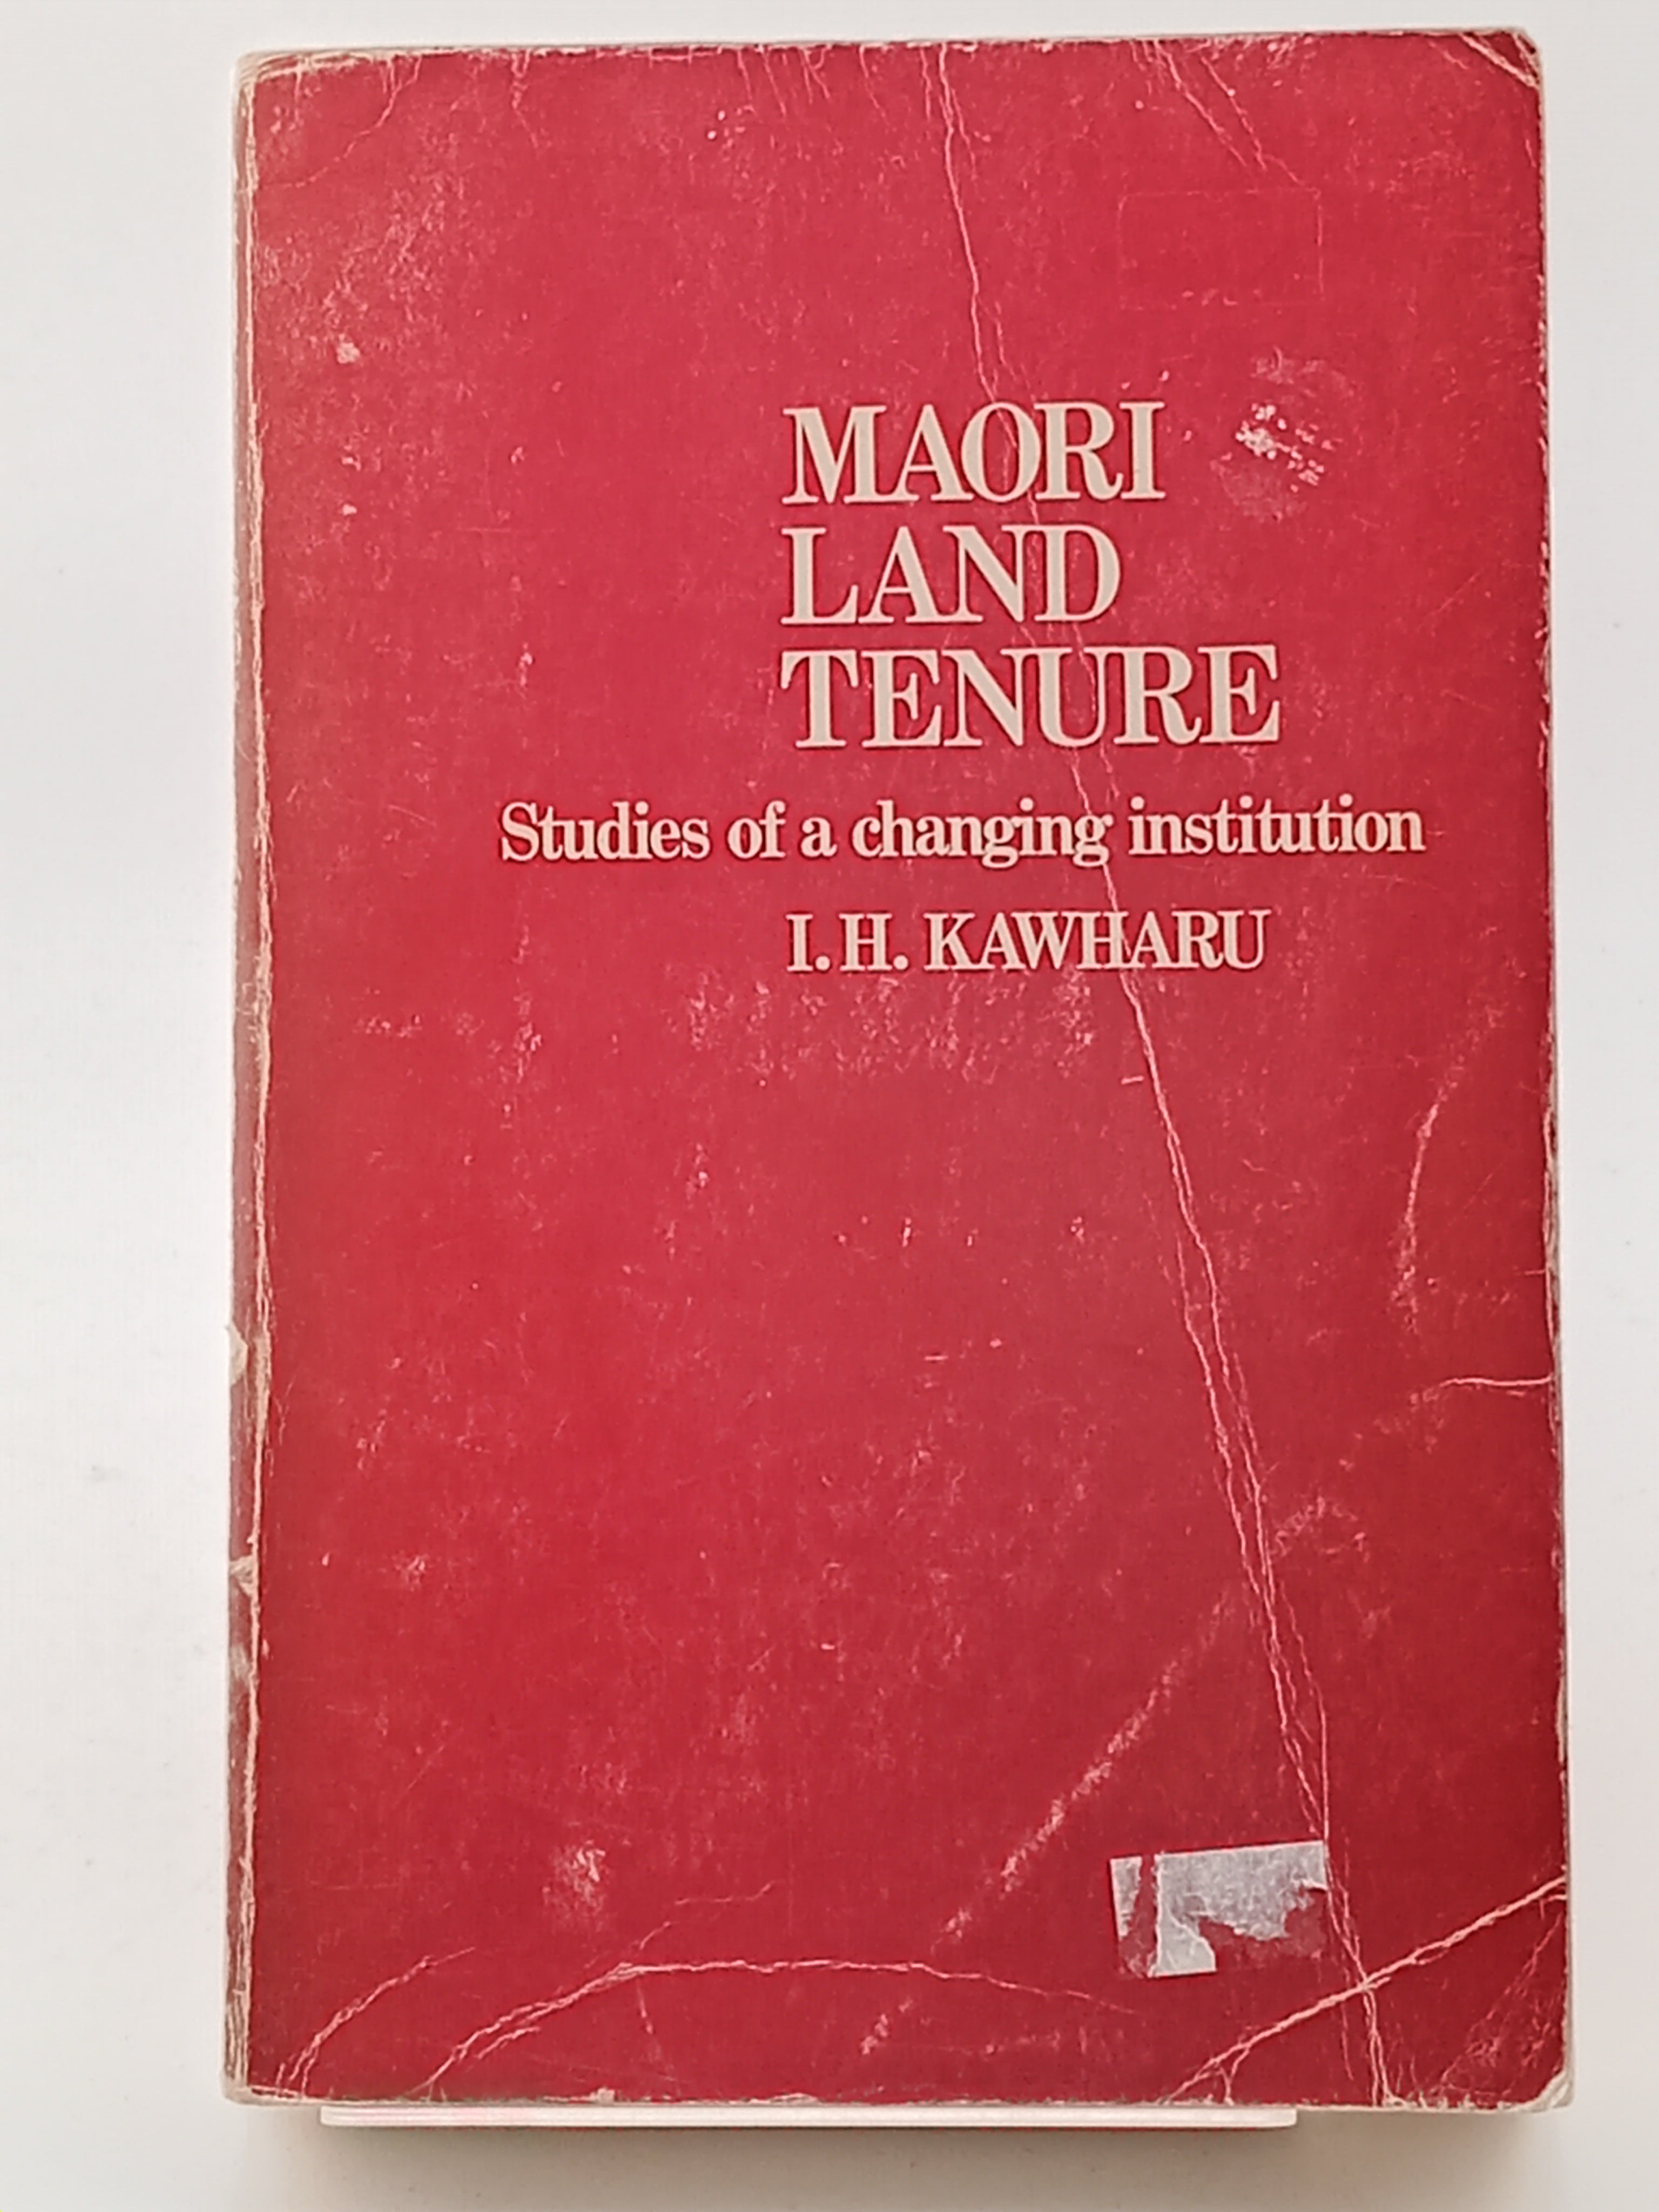 MAORI
LAND
TENURE
Studies of a changing institution
I. H. KAWHARU